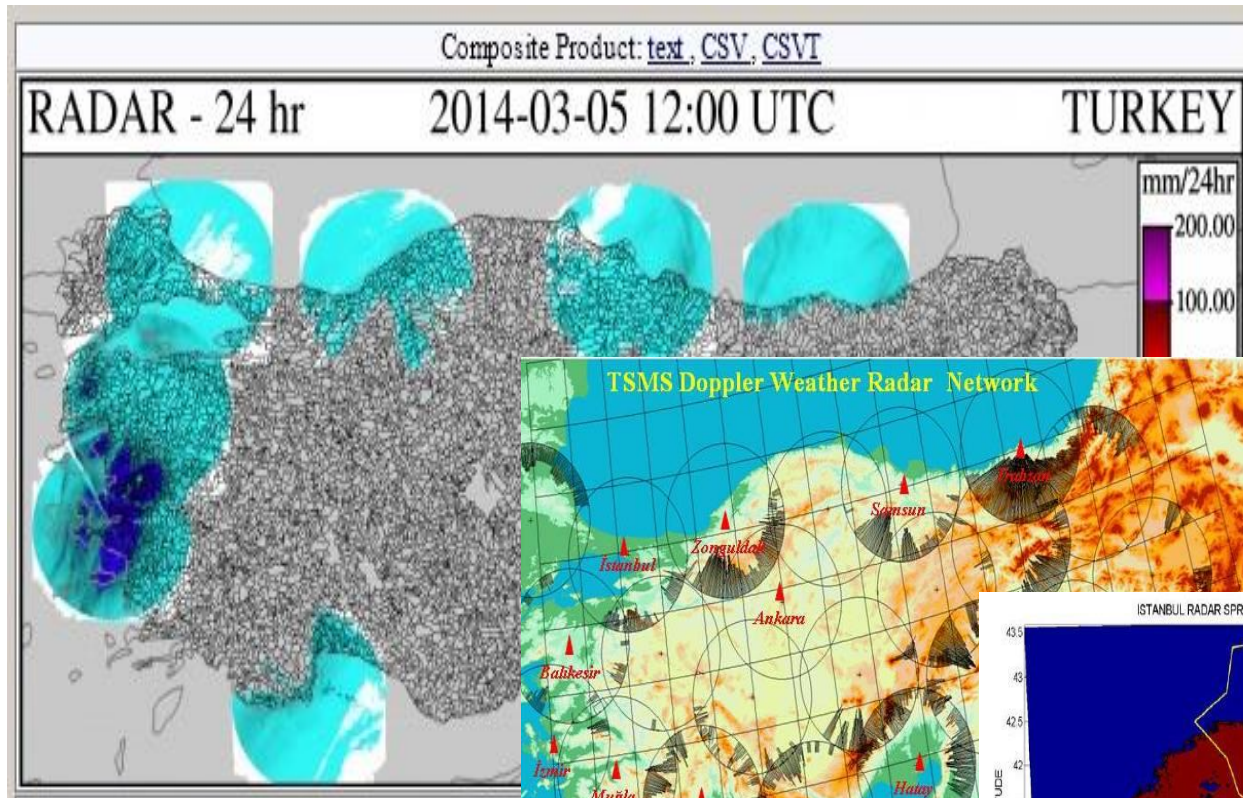 Composite Product: text , CSV , CSVT
RADAR - 24 hr 2014-03-05 12:00 UTC TURKEY
mm/24hr
200.00
100.00
TSMS Doppler Weather Radar Network
Trabzon
Samsun
Zonguldak
İstanbul
Ankara
Balıkesir
İzmir
Muğla
Hatay
ISTANBUL RADAR SPR
43.5
43
42.5
42
UDE